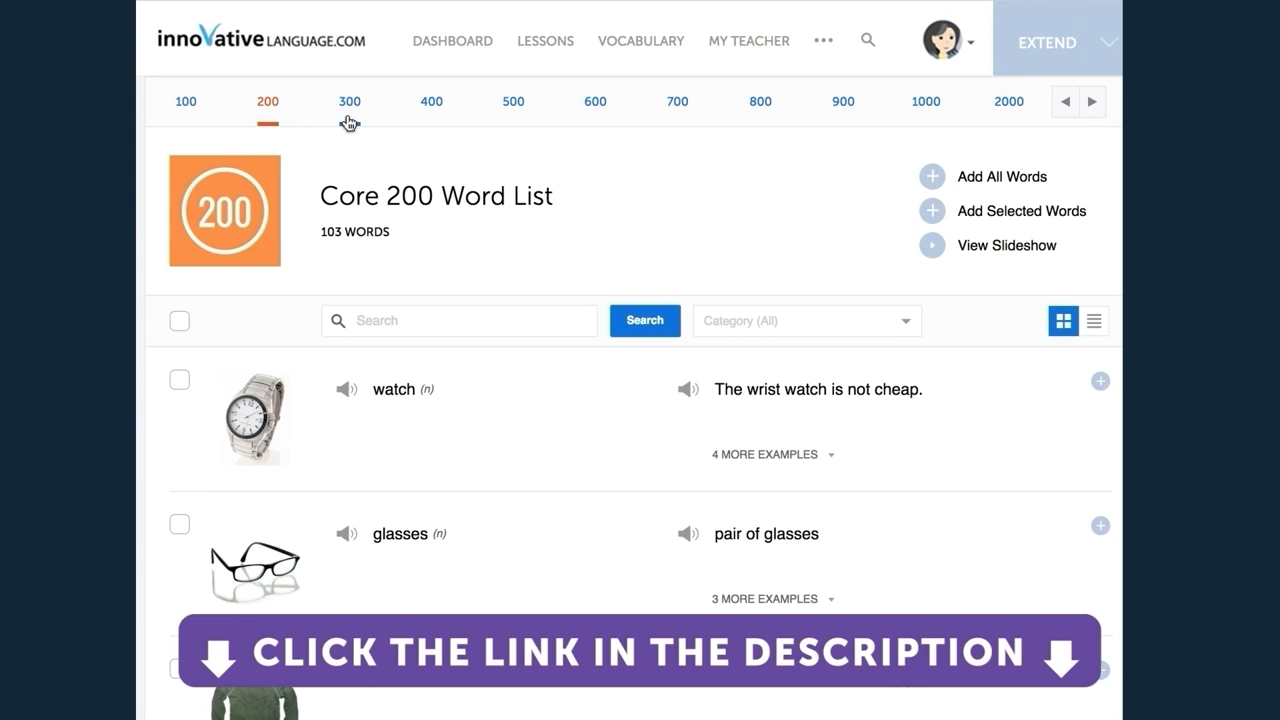 innoVative LANGUAGE.COM
DASHBOARD LESSONS VOCABULARY MY TEACHER ••• EXTEND
100 200 300 400 500 600 700 800 900 1000 2000
200
Core 200 Word List
103 WORDS
Add All Words
Add Selected Words
View Slideshow
Search Search Category (All)
watch (n) The wrist watch is not cheap.
4 MORE EXAMPLES
glasses (n) pair of glasses
3 MORE EXAMPLES
CLICK THE LINK IN THE DESCRIPTION